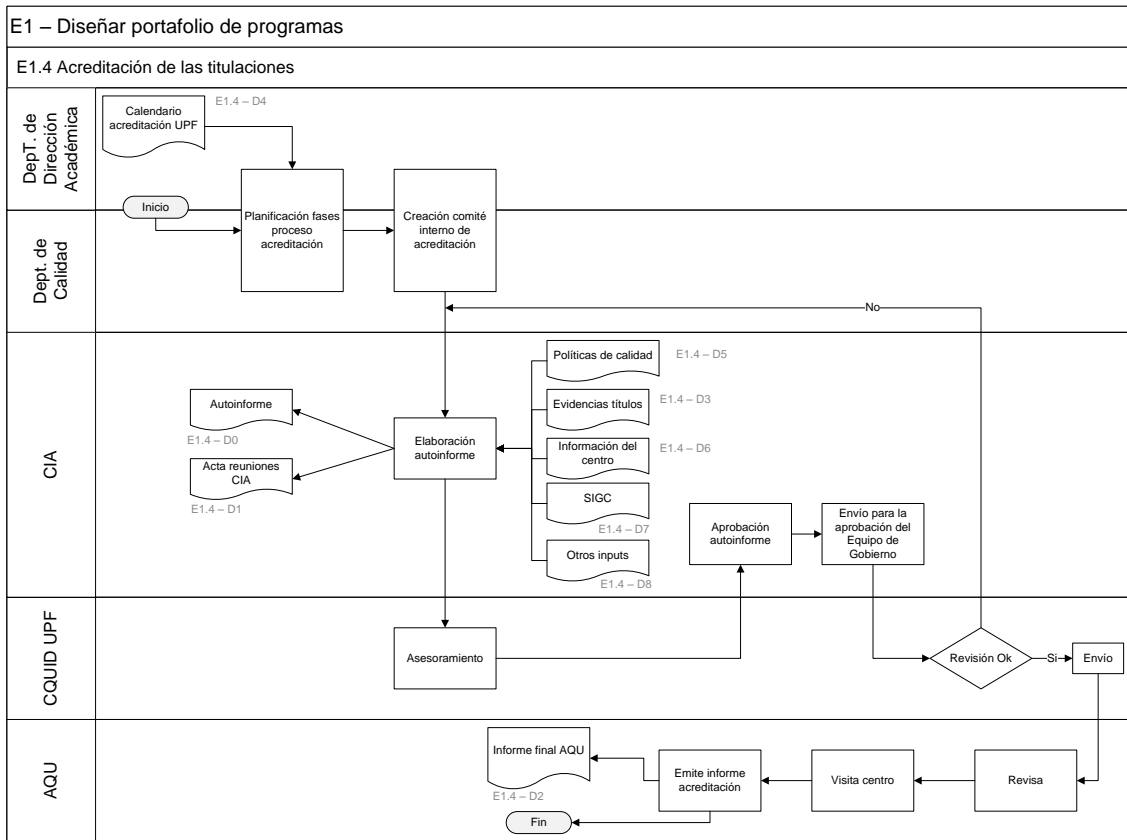 E1 – Diseñar portafolio de programas
E1.4 Acreditación de las titulaciones
DepT. de
Dirección
Académica
Calendario
acreditación UPF
E1.4 – D4
Inicio
Planificación fases
proceso
acreditación
Creación comité
interno de
acreditación
Dept. de
Calidad
No
CIA
Políticas de calidad
E1.4 – D5
Autoinforme
E1.4 – D0
Evidencias títulos
E1.4 – D3
Elaboración
autoinforme
Información del
centro
E1.4 – D6
Acta reuniones
CIA
E1.4 – D1
SIGC
E1.4 – D7
Otros inputs
E1.4 – D8
Aprobación
autoinforme
Envío para la
aprobación del
Equipo de
Gobierno
CQUID UPF
Asesoramiento
Revisión Ok
Si
Envío
AQU
Informe final AQU
E1.4 – D2
Emite informe
acreditación
Visita centro
Revisa
Fin